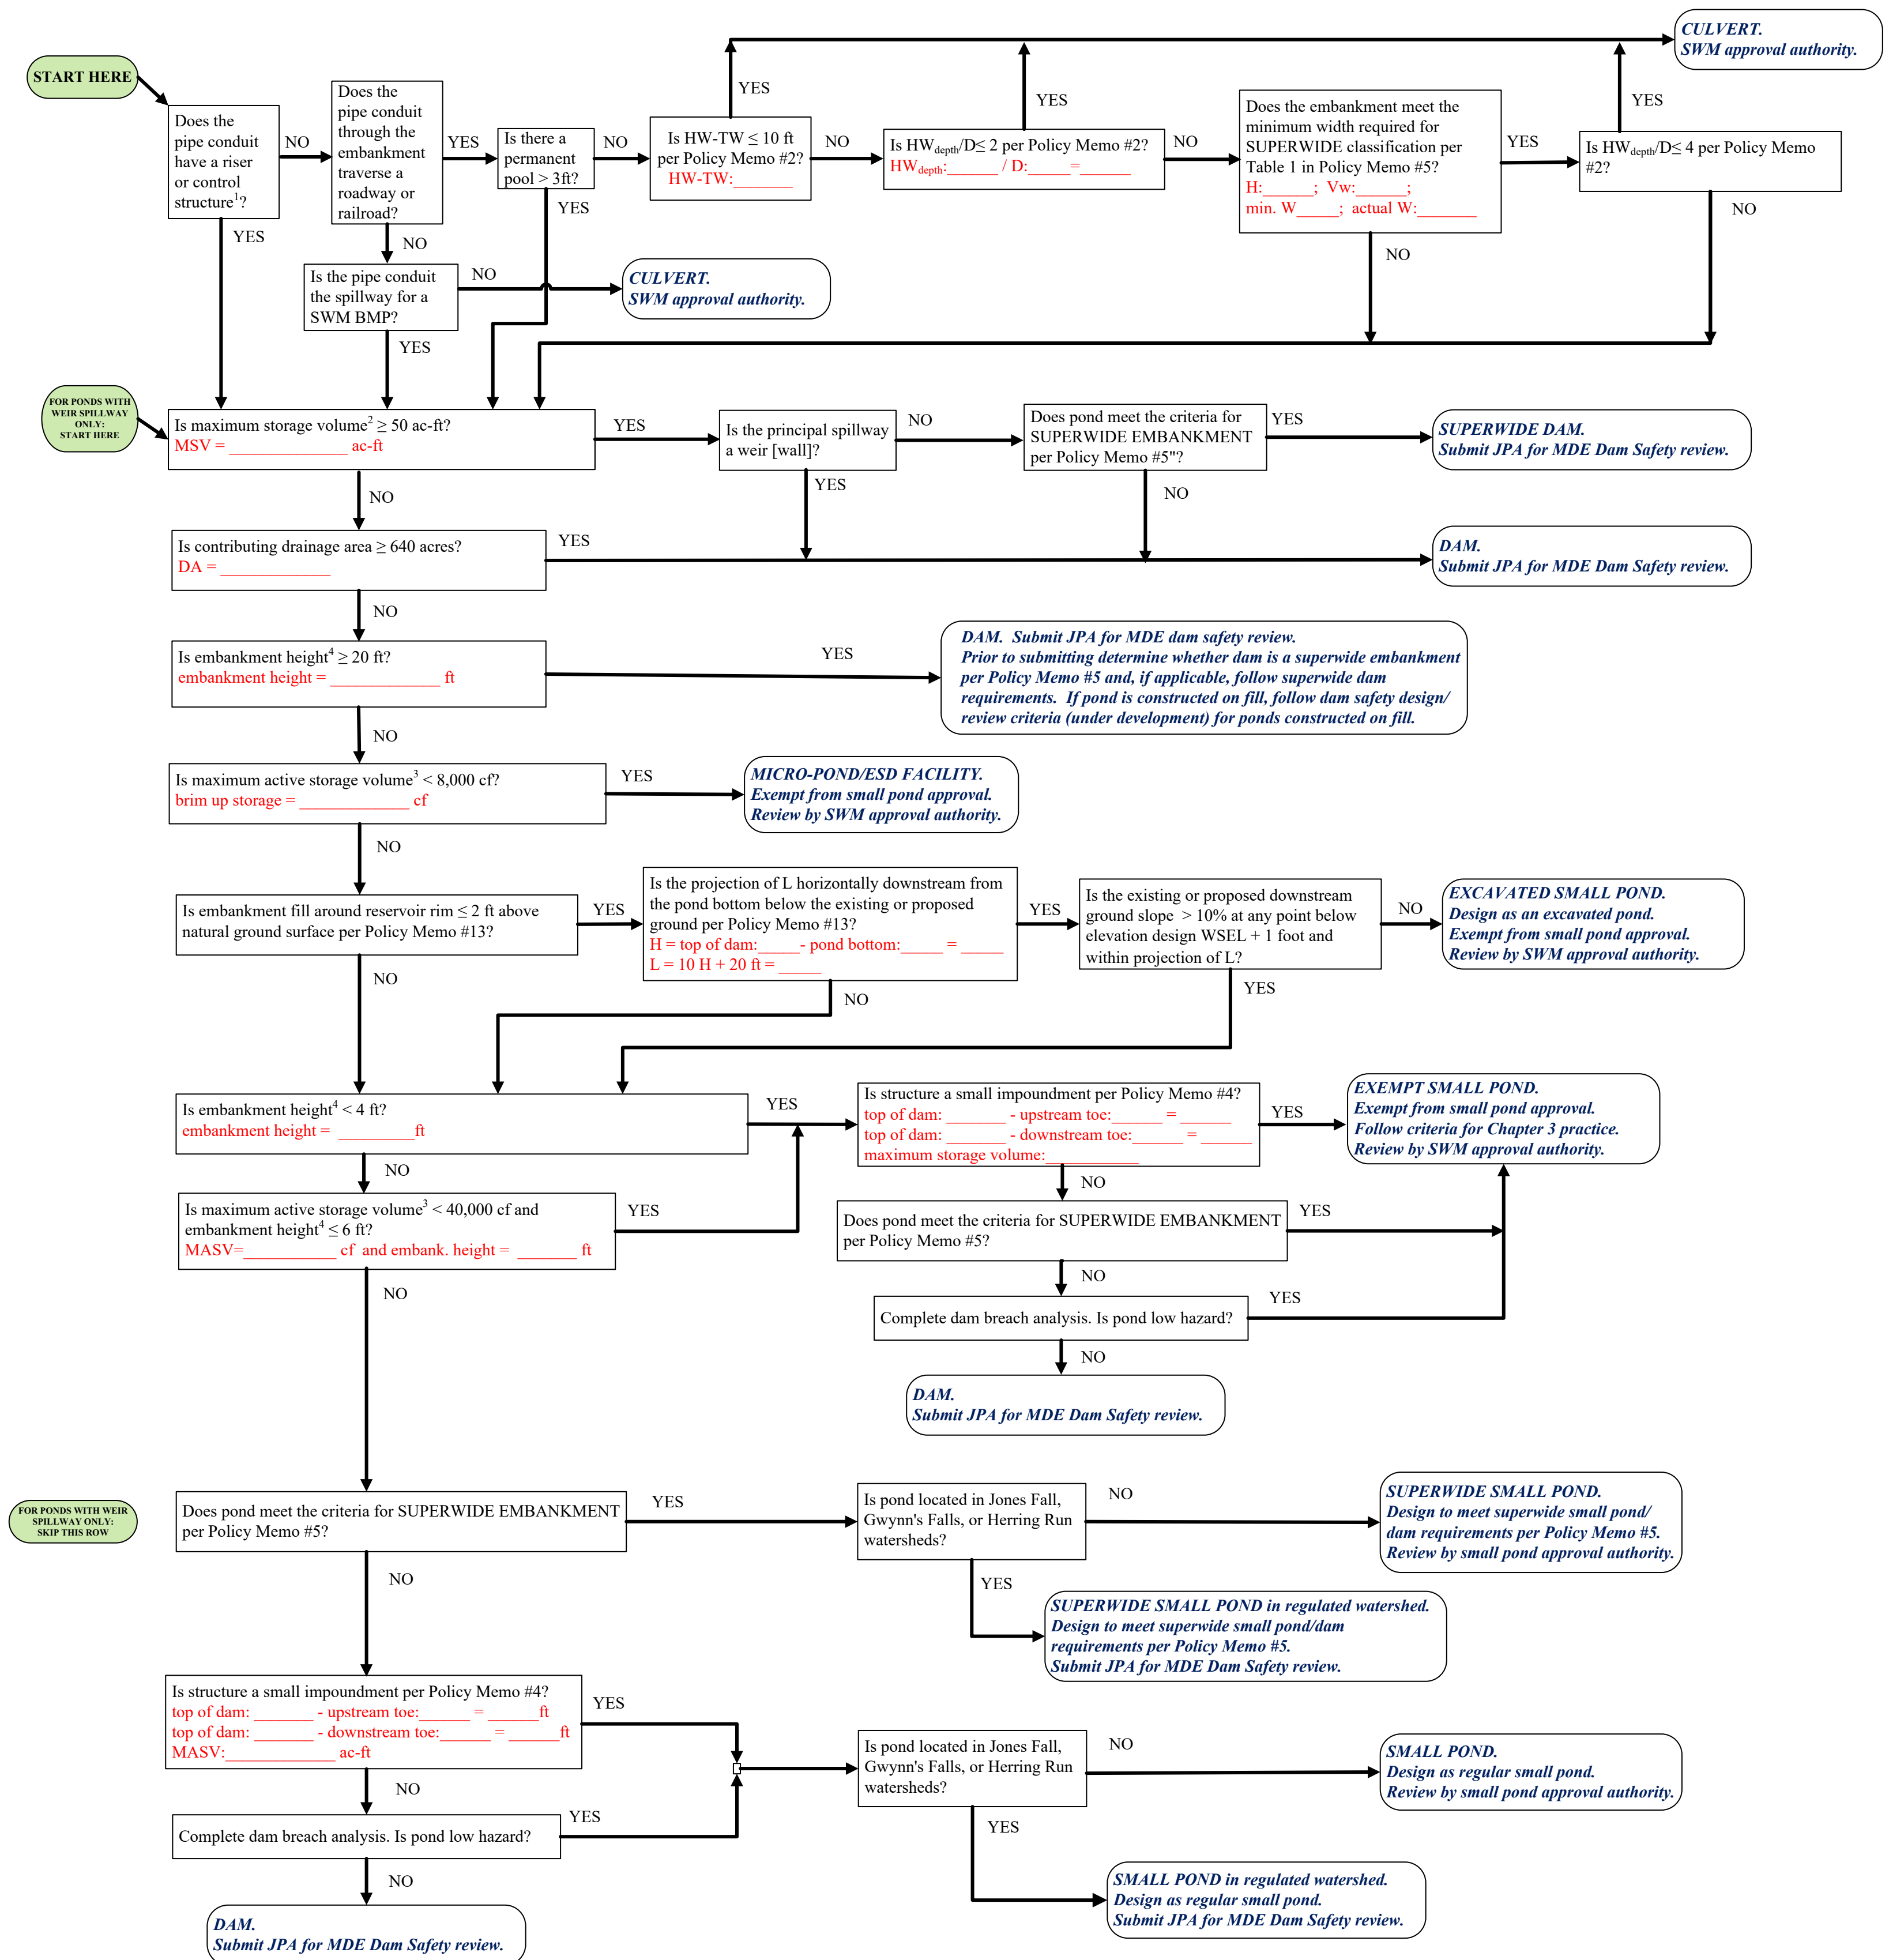 START HERE
Does the
pipe conduit
have a riser
or control
structure1?
NO
YES
Does the
pipe conduit
through the
embankment
traverse a
roadway or
railroad?
YES
NO
Is there a
permanent
pool > 3ft?
NO
YES
Is HW-TW ≤ 10 ft
per Policy Memo #2?
HW-TW:_______
YES
NO
Is HWdepth/D≤ 2 per Policy Memo #2?
HWdepth:______ / D:_____=______
YES
NO
Does the embankment meet the
minimum width required for
SUPERWIDE classification per
Table 1 in Policy Memo #5?
H:______; Vw:______;
min. W_____; actual W:_______
YES
NO
Is HWdepth/D≤ 4 per Policy Memo
#2?
YES
NO
CULVERT.
SWM approval authority.
Is the pipe conduit
the spillway for a
SWM BMP?
NO
YES
CULVERT.
SWM approval authority.
FOR PONDS WITH
WEIR SPILLWAY
ONLY:
START HERE
Is maximum storage volume2 ≥ 50 ac-ft?
MSV = ______________ ac-ft
YES
NO
Is the principal spillway
a weir [wall]?
NO
YES
Does pond meet the criteria for
SUPERWIDE EMBANKMENT
per Policy Memo #5"?
YES
NO
SUPERWIDE DAM.
Submit JPA for MDE Dam Safety review.
Is contributing drainage area ≥ 640 acres?
DA = _____________
YES
NO
DAM.
Submit JPA for MDE Dam Safety review.
Is embankment height4 ≥ 20 ft?
embankment height = _____________ ft
YES
NO
DAM. Submit JPA for MDE dam safety review.
Prior to submitting determine whether dam is a superwide embankment
per Policy Memo #5 and, if applicable, follow superwide dam
requirements. If pond is constructed on fill, follow dam safety design/
review criteria (under development) for ponds constructed on fill.
Is maximum active storage volume3 < 8,000 cf?
brim up storage = _____________ cf
YES
NO
MICRO-POND/ESD FACILITY.
Exempt from small pond approval.
Review by SWM approval authority.
Is embankment fill around reservoir rim ≤ 2 ft above
natural ground surface per Policy Memo #13?
YES
NO
Is the projection of L horizontally downstream from
the pond bottom below the existing or proposed
ground per Policy Memo #13?
H = top of dam:_____- pond bottom:_____ = _____
L = 10 H + 20 ft = _____
YES
NO
Is the existing or proposed downstream
ground slope > 10% at any point below
elevation design WSEL + 1 foot and
within projection of L?
NO
YES
EXCAVATED SMALL POND.
Design as an excavated pond.
Exempt from small pond approval.
Review by SWM approval authority.
Is embankment height4 < 4 ft?
embankment height = _________ft
YES
NO
Is structure a small impoundment per Policy Memo #4?
top of dam: _______ - upstream toe:______ = ______
top of dam: _______ - downstream toe:______ = ______
maximum storage volume:___________
YES
NO
EXEMPT SMALL POND.
Exempt from small pond approval.
Follow criteria for Chapter 3 practice.
Review by SWM approval authority.
Is maximum active storage volume3 < 40,000 cf and
embankment height4 ≤ 6 ft?
MASV=___________ cf and embank. height = _______ ft
YES
NO
Does pond meet the criteria for SUPERWIDE EMBANKMENT
per Policy Memo #5?
YES
NO
Complete dam breach analysis. Is pond low hazard?
YES
NO
DAM.
Submit JPA for MDE Dam Safety review.
FOR PONDS WITH WEIR
SPILLWAY ONLY:
SKIP THIS ROW
Does pond meet the criteria for SUPERWIDE EMBANKMENT
per Policy Memo #5?
YES
NO
Is pond located in Jones Fall,
Gwynn's Falls, or Herring Run
watersheds?
NO
YES
SUPERWIDE SMALL POND.
Design to meet superwide small pond/
dam requirements per Policy Memo #5.
Review by small pond approval authority.
SUPERWIDE SMALL POND in regulated watershed.
Design to meet superwide small pond/dam
requirements per Policy Memo #5.
Submit JPA for MDE Dam Safety review.
Is structure a small impoundment per Policy Memo #4?
top of dam: _______ - upstream toe:______ = ______ft
top of dam: _______ - downstream toe:______ = ______ft
MASV:_____________ ac-ft
YES
NO
Is pond located in Jones Fall,
Gwynn's Falls, or Herring Run
watersheds?
NO
YES
SMALL POND.
Design as regular small pond.
Review by small pond approval authority.
Complete dam breach analysis. Is pond low hazard?
YES
NO
SMALL POND in regulated watershed.
Design as regular small pond.
Submit JPA for MDE Dam Safety review.
DAM.
Submit JPA for MDE Dam Safety review.